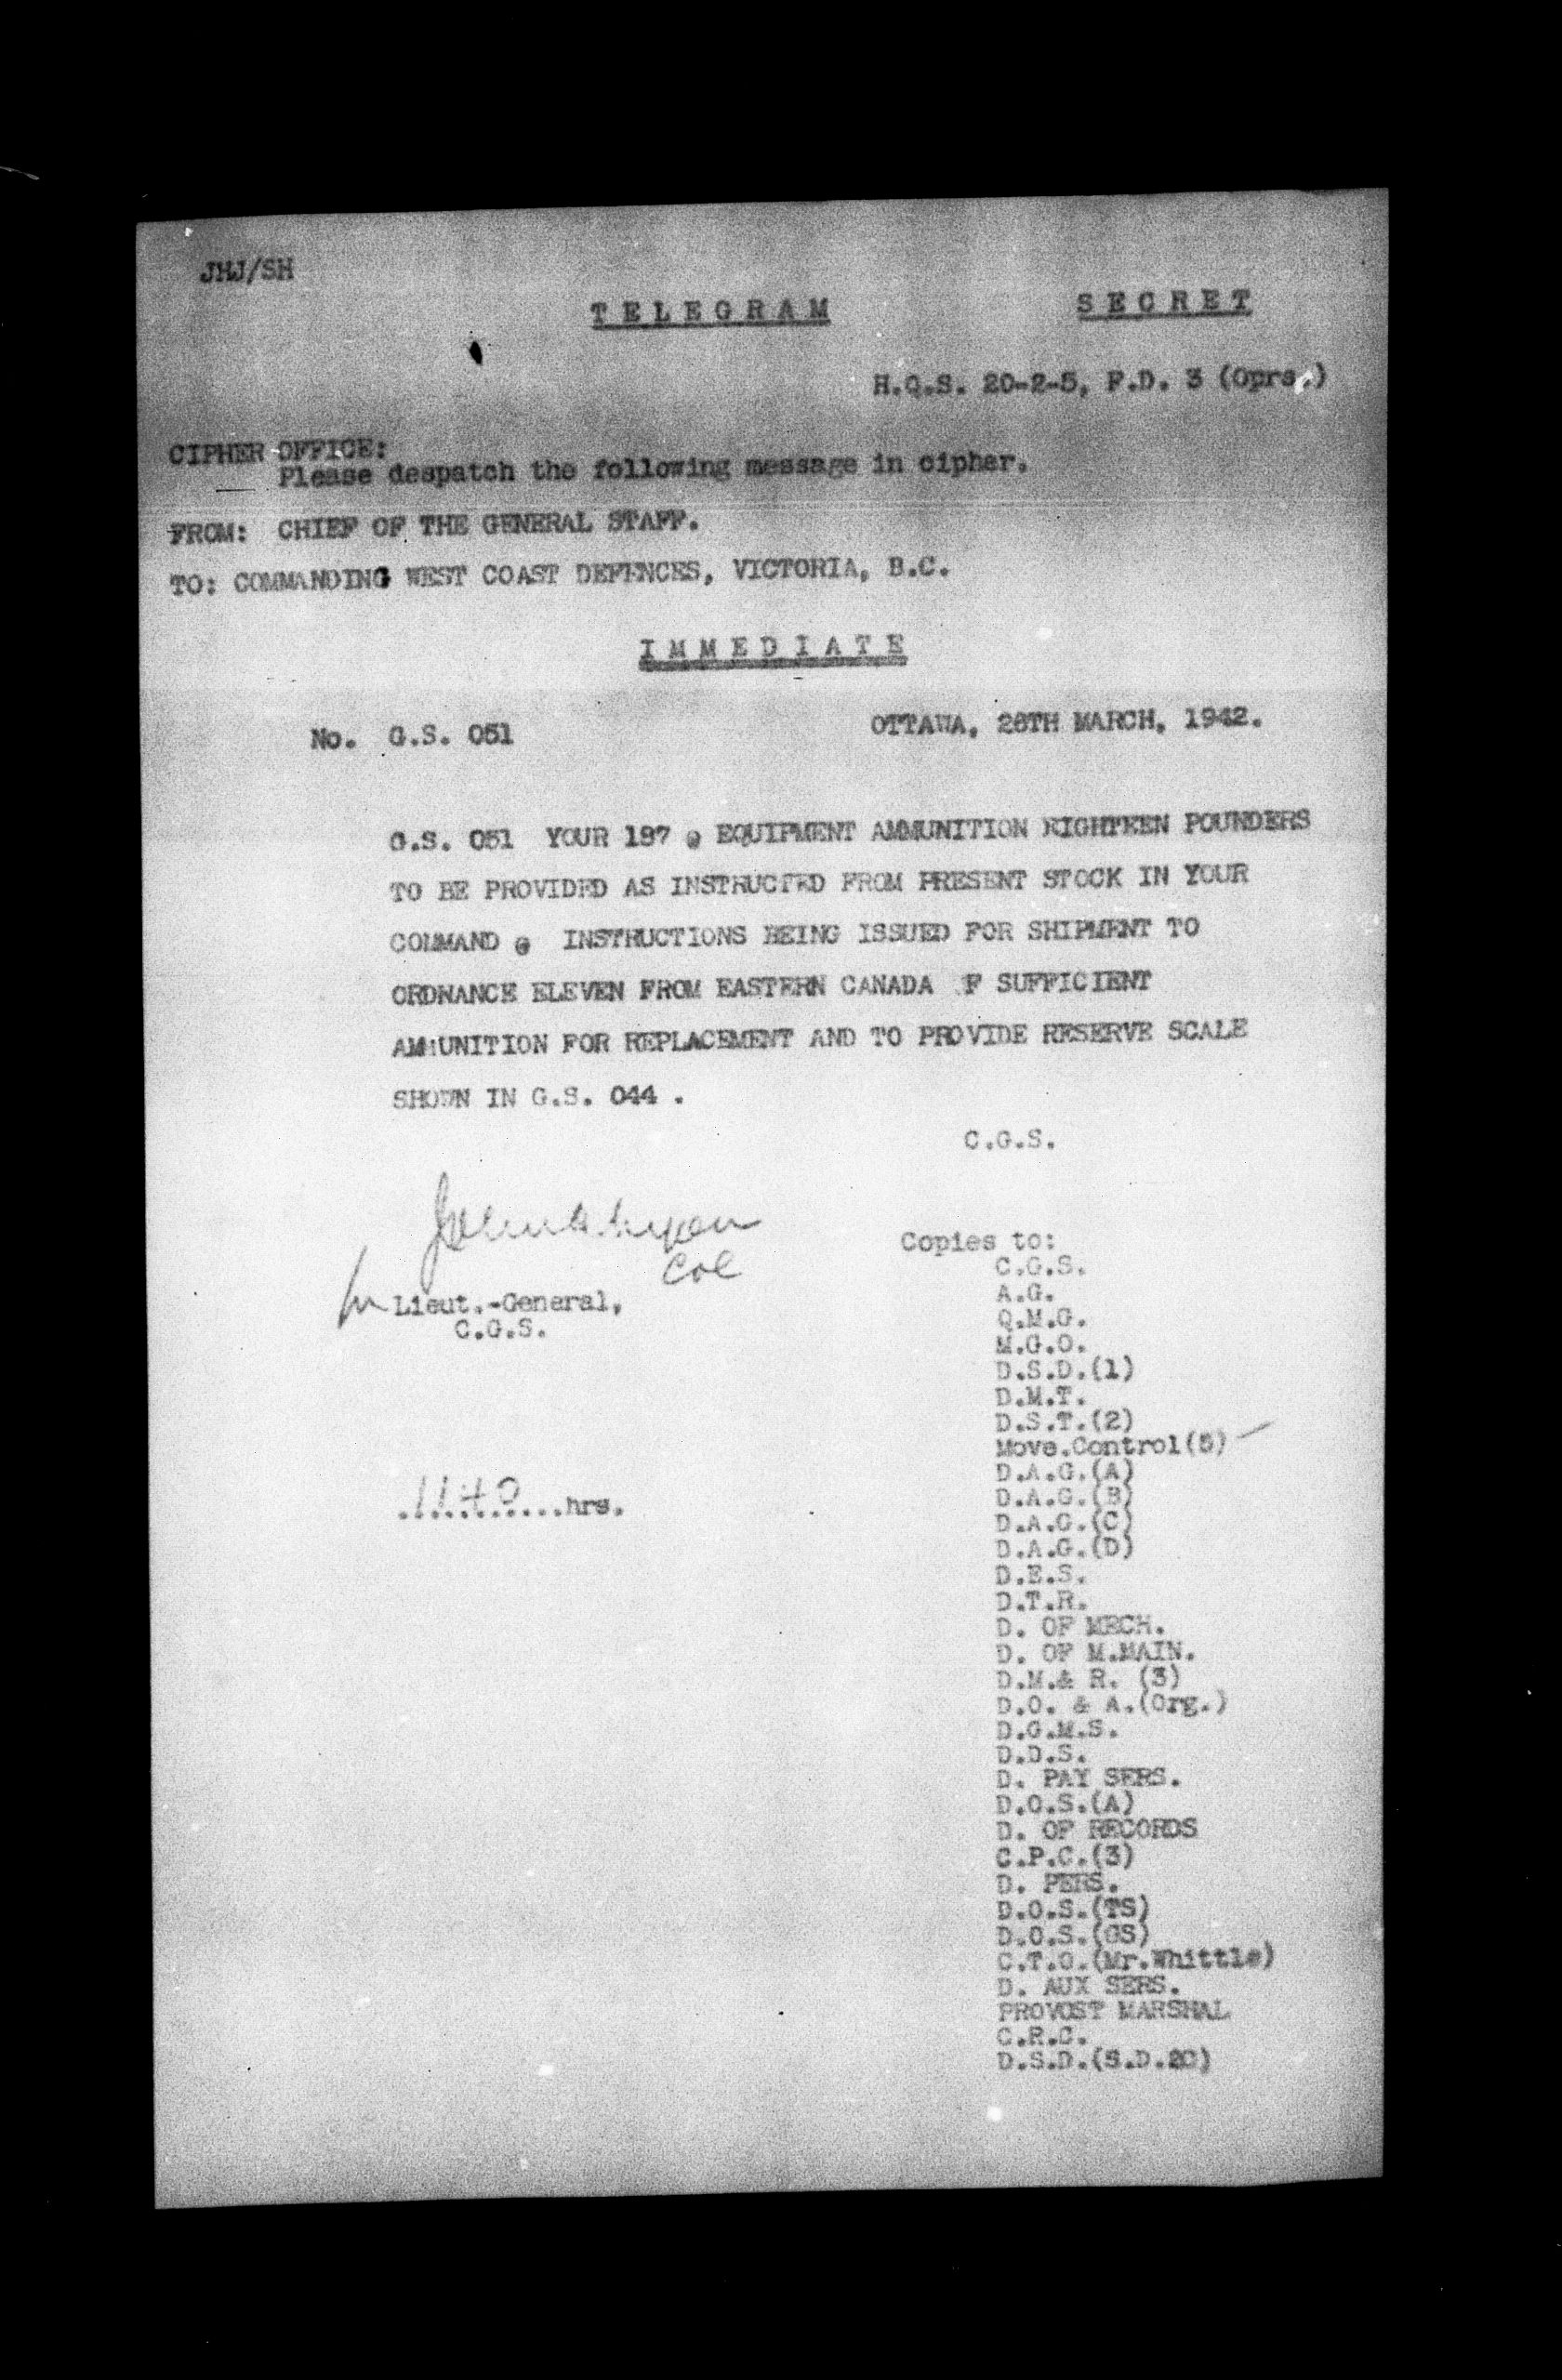 JHJ/SH
TELEGRAM
SECRET
H.Q.S. 20-2-5, F.D. 3 (Oprs.)
CIPHER OFFICE:
Please despatch the following message in cipher.
FROM: CHIEF OF THE GENERAL STAFF.
TO: COMMANDING WEST COAST DEFENCES, VICTORIA, B.C.
IMMEDIATE
No. G.S. 051
OTTAWA, 28TH MARCH, 1942.
G.S. 051 YOUR 187 @ EQUIPMENT AMMUNITION EIGHTEEN POUNDERS
TO BE PROVIDED AS INSTRUCTED FROM PRESENT STOCK IN YOUR
COMMAND @ INSTRUCTIONS BEING ISSUED FOR SHIPMENT TO
ORDNANCE ELEVEN FROM EASTERN CANADA F SUFFICIENT
AMMUNITION FOR REPLACEMENT AND TO PROVIDE RESERVE SCALE
SHOWN IN G.S. 044 .
C.G.S.
Col
Lieut.-General,
C.G.S.
1140 hrs.
Copies to:
C.G.S.
A.G.
Q.M.G.
M.G.O.
D.S.D.(1)
D.M.T.
D.S.T.(2)
Move.Control(5)
D.A.G.(A)
D.A.G.(B)
D.A.G.(C)
D.A.G.(D)
D.E.S.
D.T.R.
D. OF MECH.
D. OF M.MAIN.
D.M.& R. (3)
D.O. & A.(Org.)
D.G.M.S.
D.D.S.
D. PAY SERS.
D.O.S.(A)
D. OF RECORDS
C.P.C.(3)
D. PERS.
D.O.S.(TS)
D.O.S.(GS)
C.T.O.(Mr.Whittle)
D. AUX SERS.
PROVOST MARSHAL
C.R.C.
D.S.D.(S.D.2C)